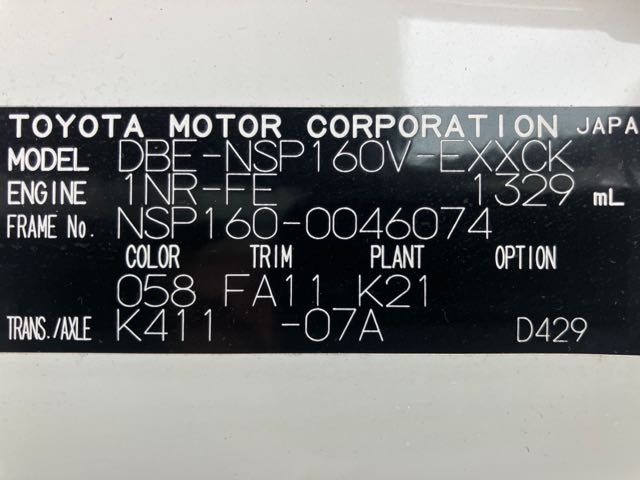 TOYOTA MOTOR CORPORATION JAPA
MODEL DBE-NSP160V-EXXCK
ENGINE 1NR-FE 1329 mL
FRAME No. NSP160-0046074
COLOR TRIM PLANT OPTION
058 FA11 K21
TRANS./AXLE K411 -07A D429